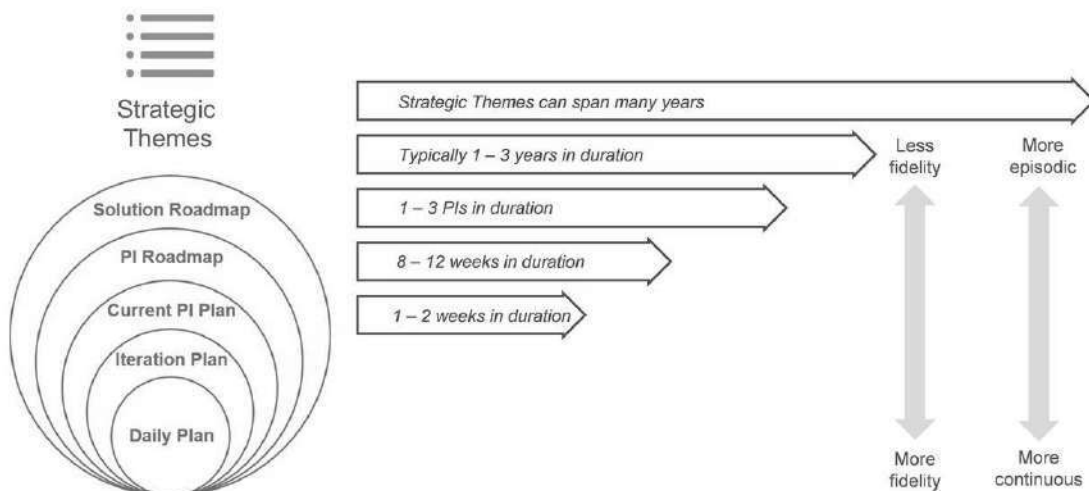 Strategic
Themes
Strategic Themes can span many years
Typically 1 – 3 years in duration
Less
fidelity
More
episodic
Solution Roadmap
1 – 3 PIs in duration
PI Roadmap
8 – 12 weeks in duration
Current PI Plan
1 – 2 weeks in duration
Iteration Plan
Daily Plan
More
fidelity
More
continuous